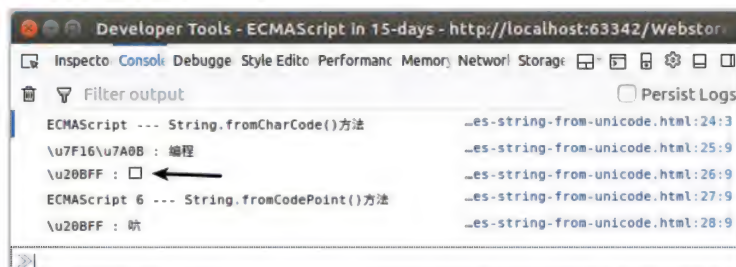 Developer Tools - ECMAScript in 15-days - http://localhost:63342/Webstor
Inspecto Console Debugge Style Edito Performanc Memory Network Storage
Filter output Persist Logs
ECMAScript --- String.fromCharCode()方法 …es-string-from-unicode.html:24:3
\u7F16\u7A0B : 编程 …es-string-from-unicode.html:25:9
\u20BFF : □ …es-string-from-unicode.html:26:9
ECMAScript 6 --- String.fromCodePoint()方法 …es-string-from-unicode.html:27:9
\u20BFF : …es-string-from-unicode.html:28:9